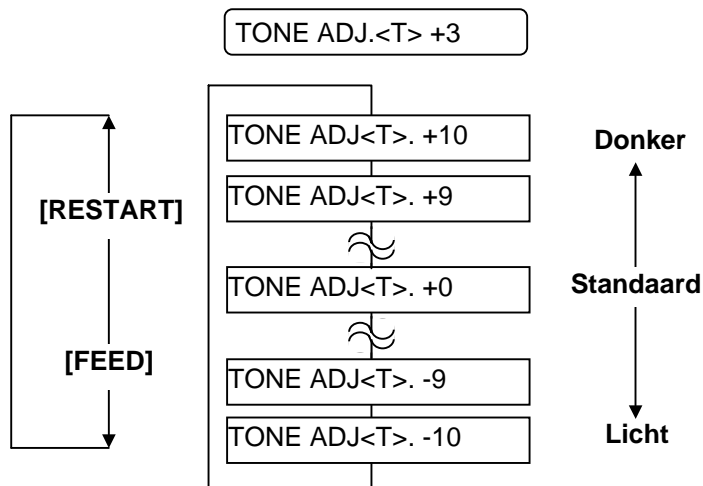 TONE ADJ.<T> +3
TONE ADJ<T>. +10
Donker
TONE ADJ<T>. +9
[RESTART]
TONE ADJ<T>. +0
Standaard
[FEED]
TONE ADJ<T>. -9
TONE ADJ<T>. -10
Licht